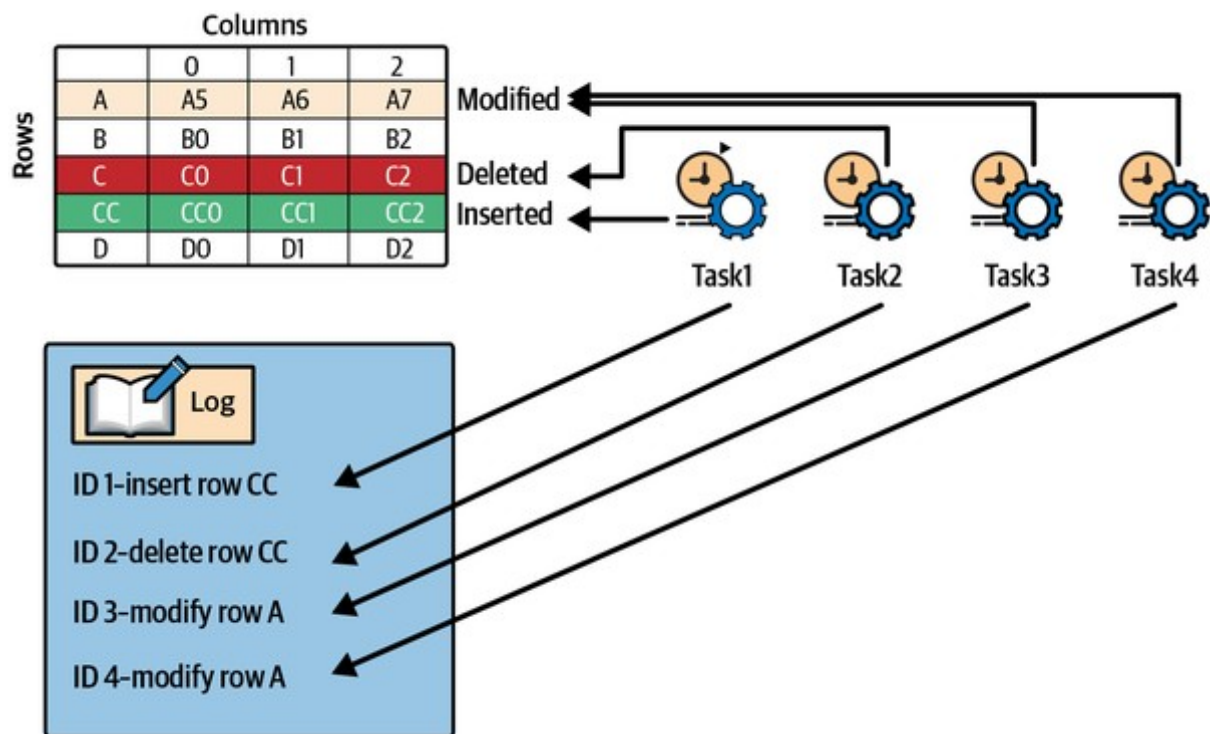 Columns
Rows
0 1 2
A A5 A6 A7 Modified
B B0 B1 B2
C C0 C1 C2 Deleted
CC CC0 CC1 CC2 Inserted
D D0 D1 D2
Task1 Task2 Task3 Task4
Log
ID 1-insert row CC
ID 2-delete row CC
ID 3-modify row A
ID 4-modify row A